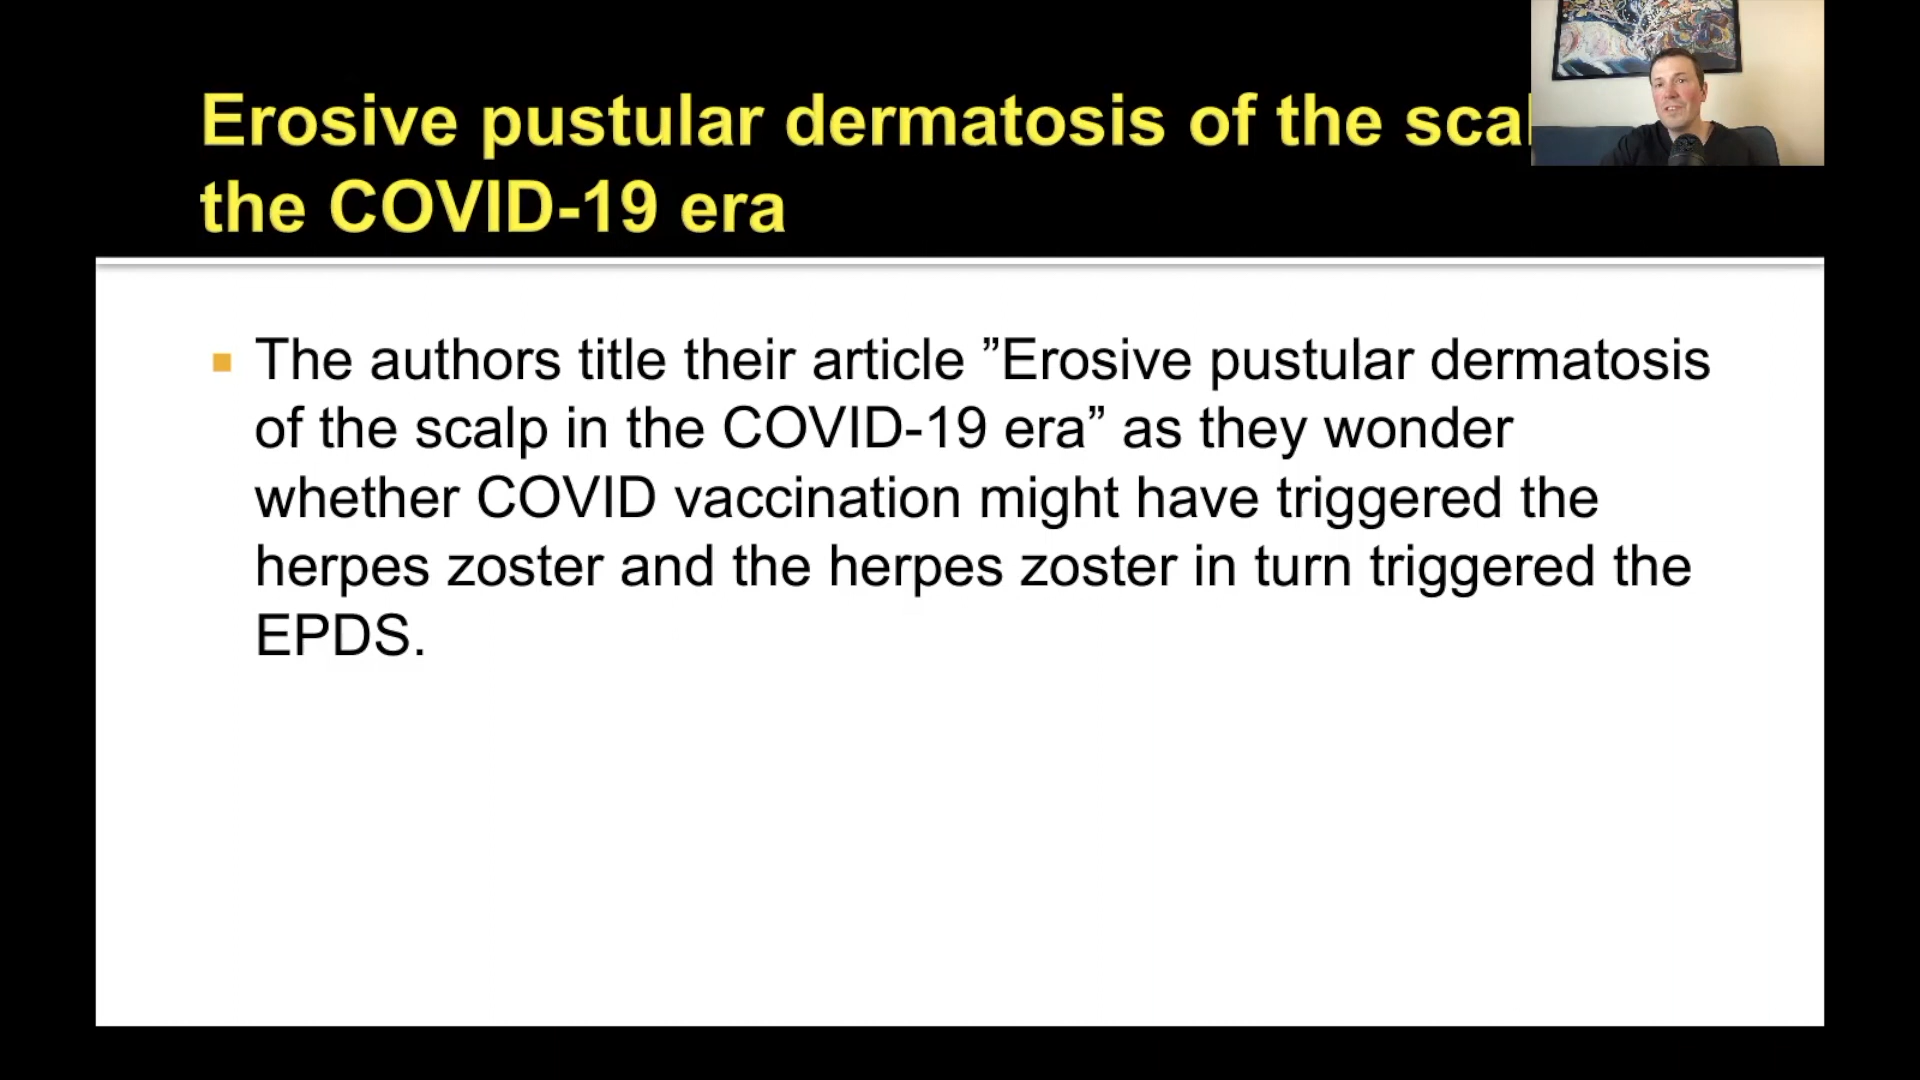 Erosive pustular dermatosis of the
the COVID-19 era
The authors title their article ”Erosive pustular dermatosis
of the scalp in the COVID-19 era” as they wonder
whether COVID vaccination might have triggered the
herpes zoster and the herpes zoster in turn triggered the
EPDS.